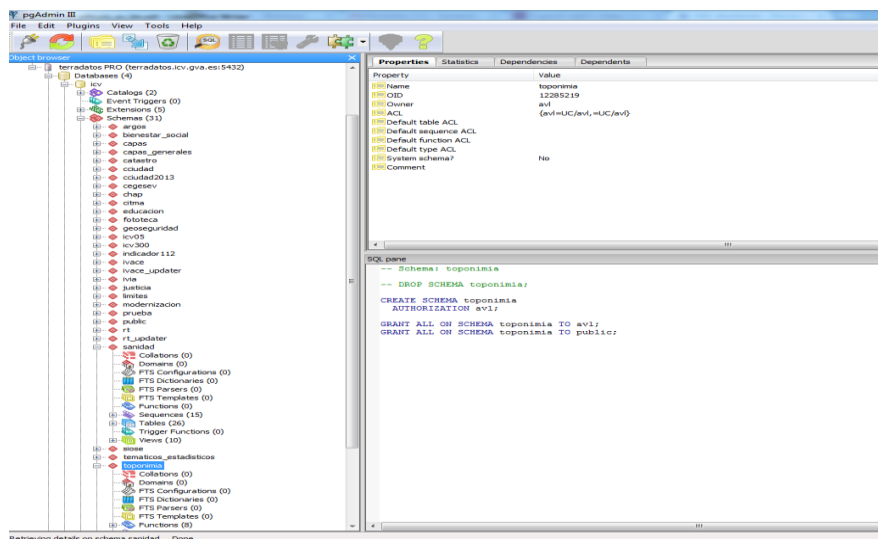 pgAdmin III
File Edit Plugins View Tools Help
SQL
Object browser
terradatos PRO (terradatos.icv.gva.es:5432)
Databases (4)
icv
Catalogs (2)
Event Triggers (0)
Extensions (5)
Schemas (31)
argos
bienestar_social
capas
capas_generales
catastro
cciudad
cciudad2013
cegesev
chap
citma
educacion
fototeca
geoseguridad
icv05
icv300
indicador112
ivace
ivace_updater
ivia
justicia
limites
modernizacion
prueba
public
rt
rt_updater
sanidad
Collations (0)
Domains (0)
FTS Configurations (0)
FTS Dictionaries (0)
FTS Parsers (0)
FTS Templates (0)
Functions (0)
Sequences (15)
Tables (26)
Trigger Functions (0)
Views (10)
siose
tematicos_estadisticos
toponimia
Collations (0)
Domains (0)
FTS Configurations (0)
FTS Dictionaries (0)
FTS Parsers (0)
FTS Templates (0)
Functions (8)
Retrieving details on schema sanidad... Done.
Properties Statistics Dependencies Dependents
Property Value
Name toponimia
OID 12285219
Owner avl
ACL {avl=UC/avl,=UC/avl}
Default table ACL
Default sequence ACL
Default function ACL
Default type ACL
System schema? No
Comment
SQL pane
-- Schema: toponimia
-- DROP SCHEMA toponimia;
CREATE SCHEMA toponimia
AUTHORIZATION avl;
GRANT ALL ON SCHEMA toponimia TO avl;
GRANT ALL ON SCHEMA toponimia TO public;